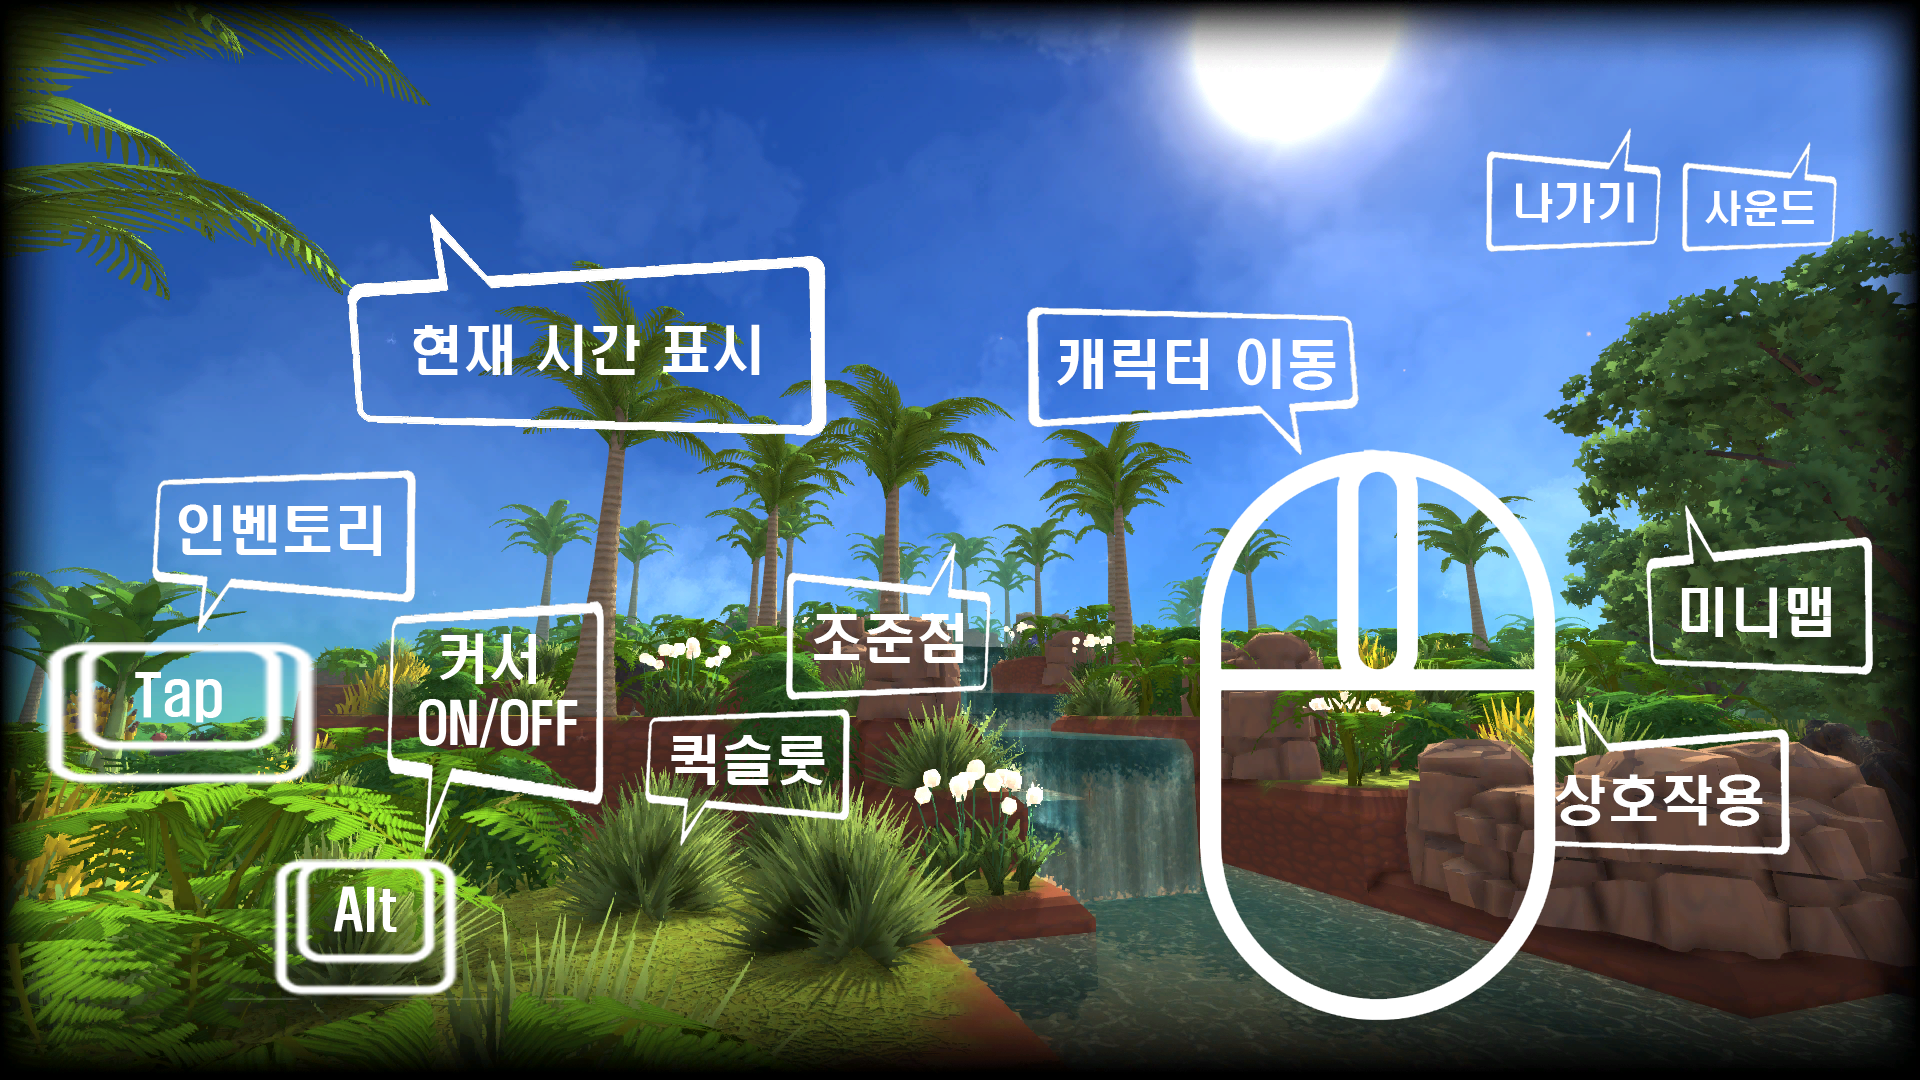 나가기
사운드
현재 시간 표시
캐릭터 이동
인벤토리
Tap
커서
ON/OFF
조준점
미니맵
퀵슬롯
상호작용
Alt